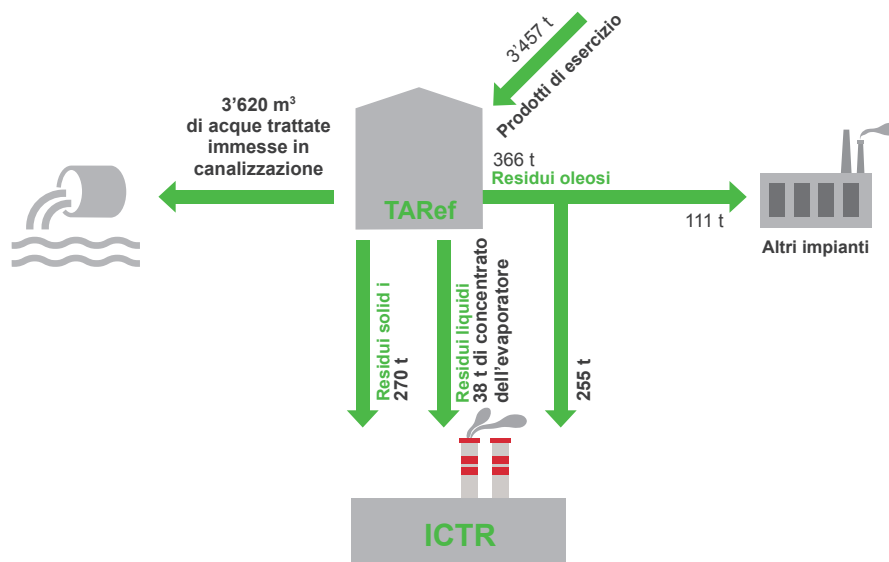 3'457 t
Prodotti di esercizio
3'620 m³
di acque trattate
immesse in
canalizzazione
366 t
Residui oleosi
TARef
111 t
Altri impianti
Residui solid i
270 t
Residui liquidi
38 t di concentrato
dell'evaporatore
255 t
ICTR